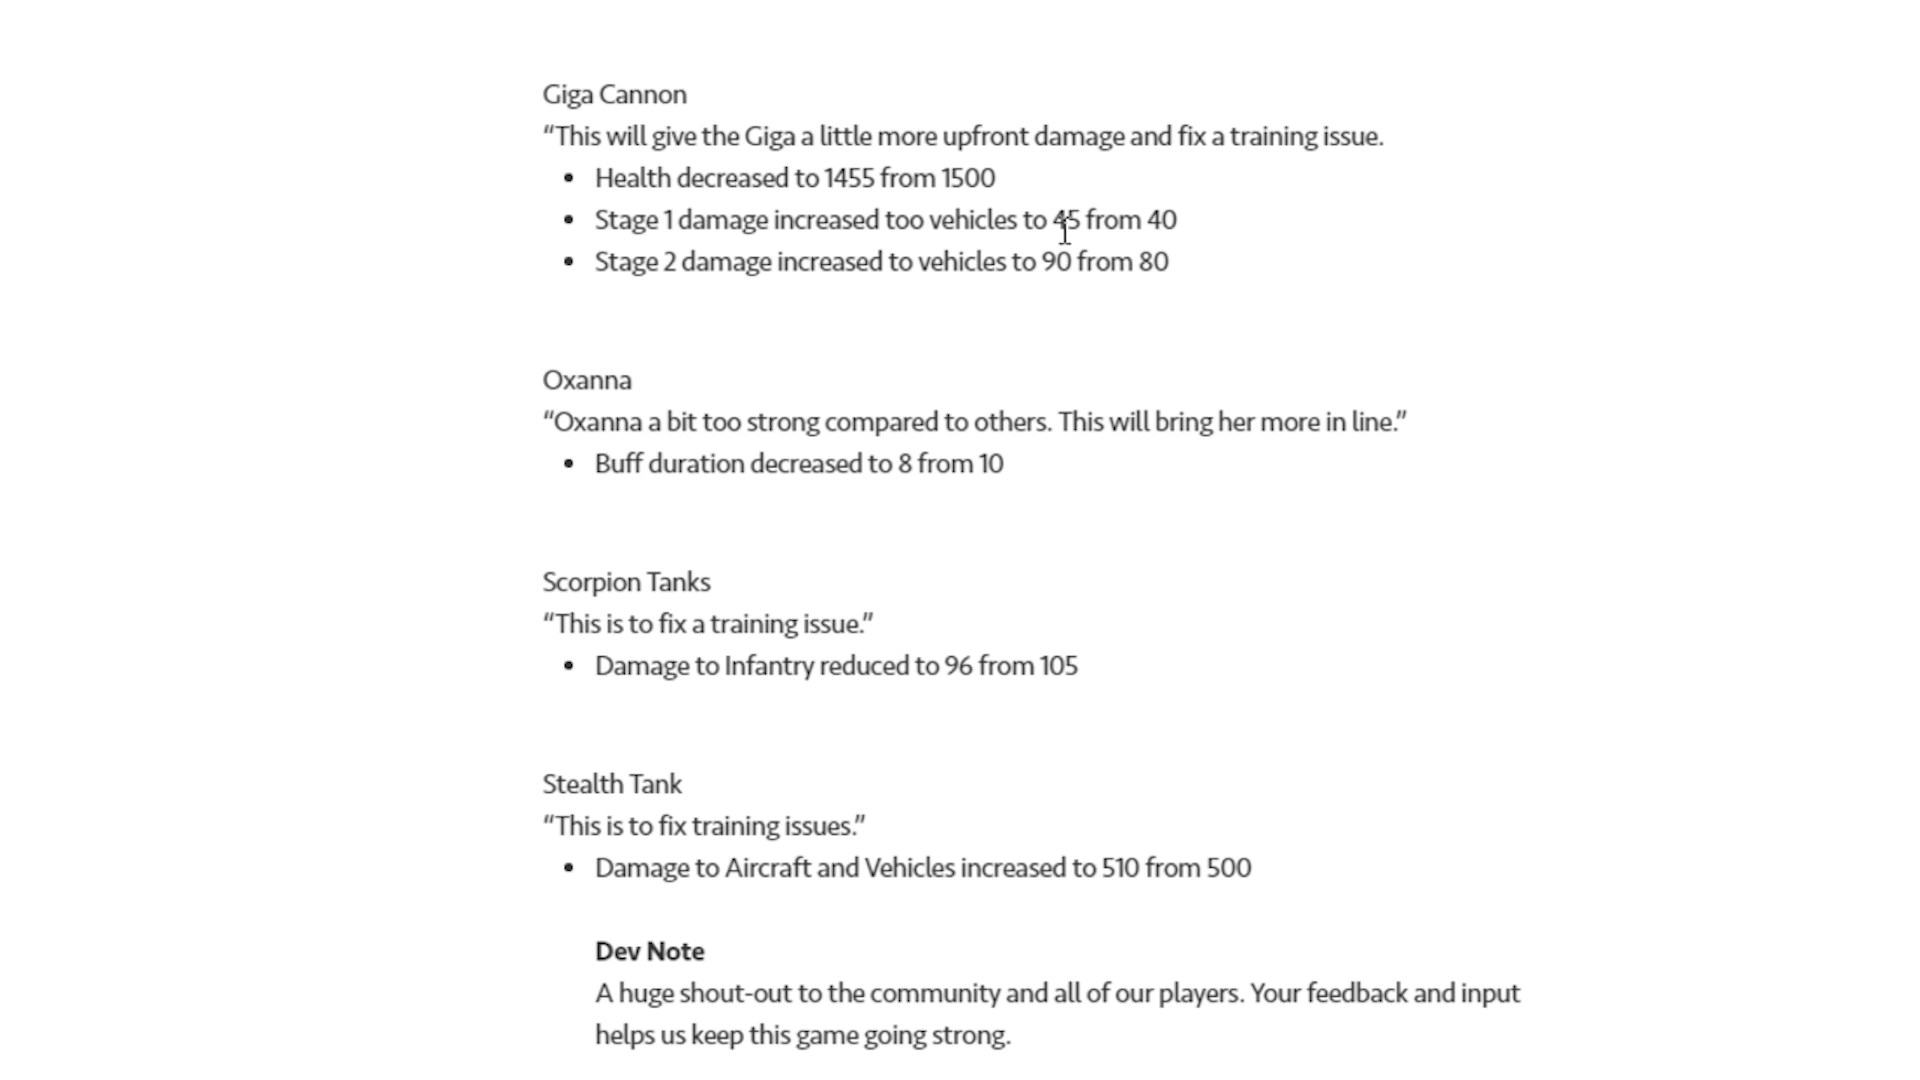 Giga Cannon
“This will give the Giga a little more upfront damage and fix a training issue.
• Health decreased to 1455 from 1500
• Stage 1 damage increased too vehicles to 45 from 40
• Stage 2 damage increased to vehicles to 90 from 80
Oxanna
“Oxanna a bit too strong compared to others. This will bring her more in line.”
• Buff duration decreased to 8 from 10
Scorpion Tanks
“This is to fix a training issue.”
• Damage to Infantry reduced to 96 from 105
Stealth Tank
“This is to fix training issues.”
• Damage to Aircraft and Vehicles increased to 510 from 500
Dev Note
A huge shout-out to the community and all of our players. Your feedback and input
helps us keep this game going strong.